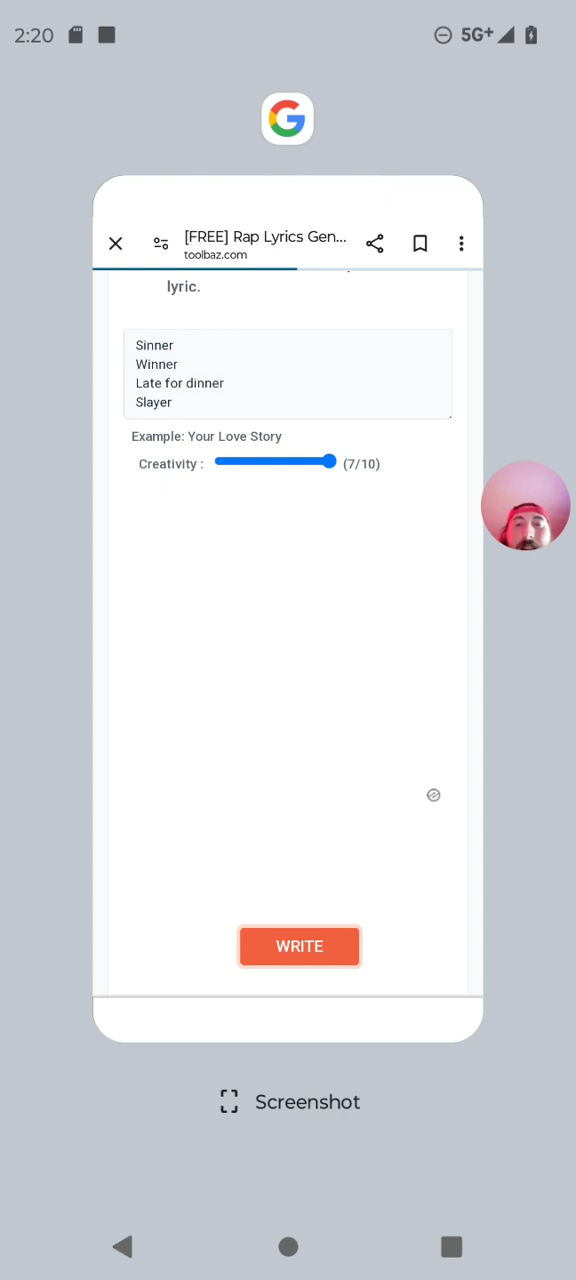 2:20
5G+
[FREE] Rap Lyrics Gen...
toolbaz.com
lyric.
Sinner
Winner
Late for dinner
Slayer
Example: Your Love Story
Creativity :
(7/10)
WRITE
Screenshot